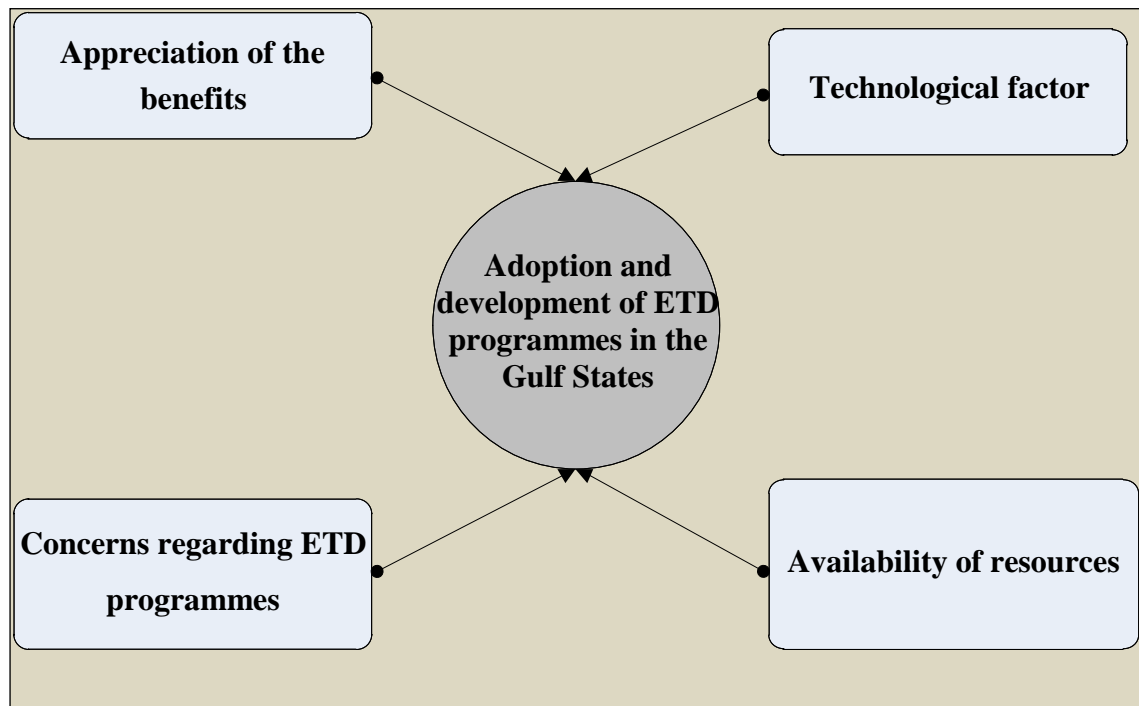 Appreciation of the
benefits
Technological factor
Adoption and
development of ETD
programmes in the
Gulf States
Concerns regarding ETD
programmes
Availability of resources